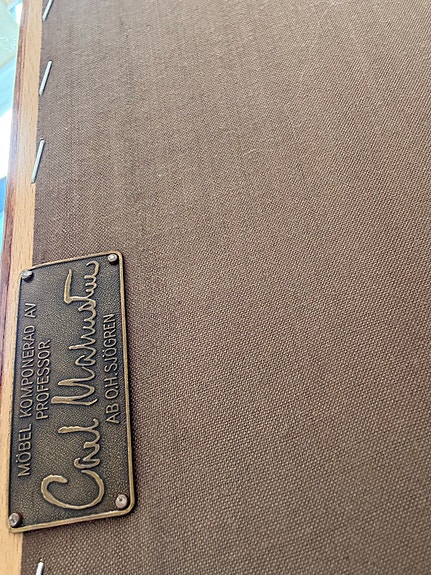 MÖBEL KOMPONERAD AV
PROFESSOR
Carl Malmsten
AB O.H. SJÖGREN